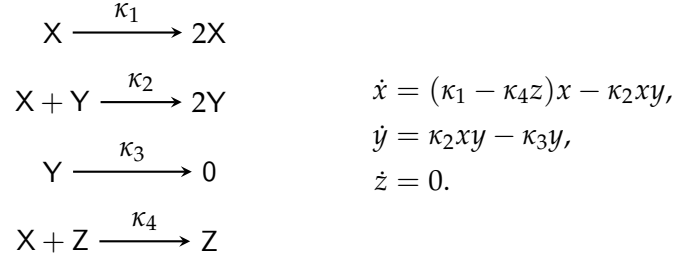 X —κ₁→ 2X
X + Y —κ₂→ 2Y
Y —κ₃→ 0
X + Z —κ₄→ Z
ẋ = (κ₁ − κ₄z)x − κ₂xy,
ẏ = κ₂xy − κ₃y,
ż = 0.